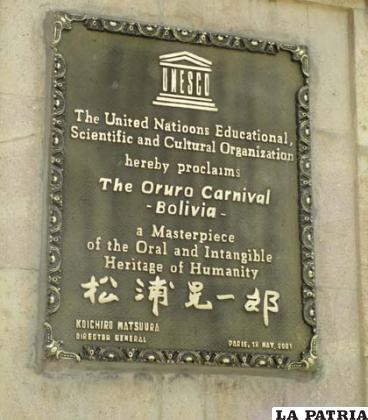 UNESCO
The United Natioons Educational,
Scientific and Cultural Organization
hereby proclaims
The Oruro Carnival
- Bolivia -
a Masterpiece
of the Oral and Intangible
Heritage of Humanity
松浦晃一郎
KOICHIRO MATSUURA
DIRECTOR GENERAL
PARIS, 18 MAY, 2001
LA PATRIA